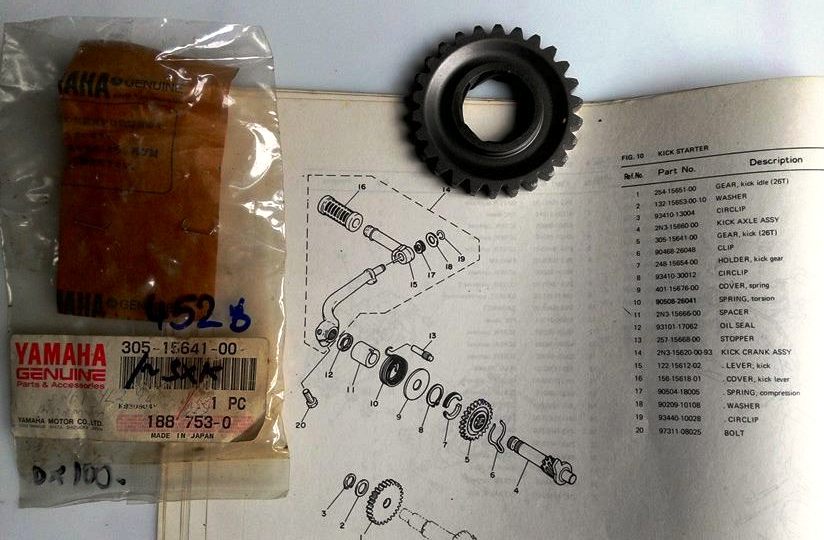 YAMAHA GENUINE
452B
YAMAHA
305-15641-00-
GENUINE
Parts & Accessories
1 PC
188 753-0
YAMAHA MOTOR CO.,LTD.
MADE IN JAPAN
DX100.
FIG. 10 KICK STARTER
Ref.No. Part No. Description
1 254-15651-00 GEAR, kick idle (26T)
2 132-15653-00-10 WASHER
3 93410-13004 CIRCLIP
4 2N3-15660-00 KICK AXLE ASSY
5 305-15641-00 GEAR, kick (26T)
6 90468-26048 CLIP
7 248-15654-00 HOLDER, kick gear
8 93410-30012 CIRCLIP
9 401-15676-00 COVER, spring
10 90508-26041 SPRING, torsion
11 2N3-15666-00 SPACER
12 93101-17062 OIL SEAL
13 257-15668-00 STOPPER
14 2N3-15620-00-93 KICK CRANK ASSY
15 122-15612-02 . LEVER, kick
16 156-15618-01 . COVER, kick lever
17 90504-18005 . SPRING, compression
18 90209-10108 . WASHER
19 93440-10028 . CIRCLIP
20 97311-08025 BOLT
16
14
19
18
17
15
13
12
11
10
9
8
7
20
5
6
4
3
2
1